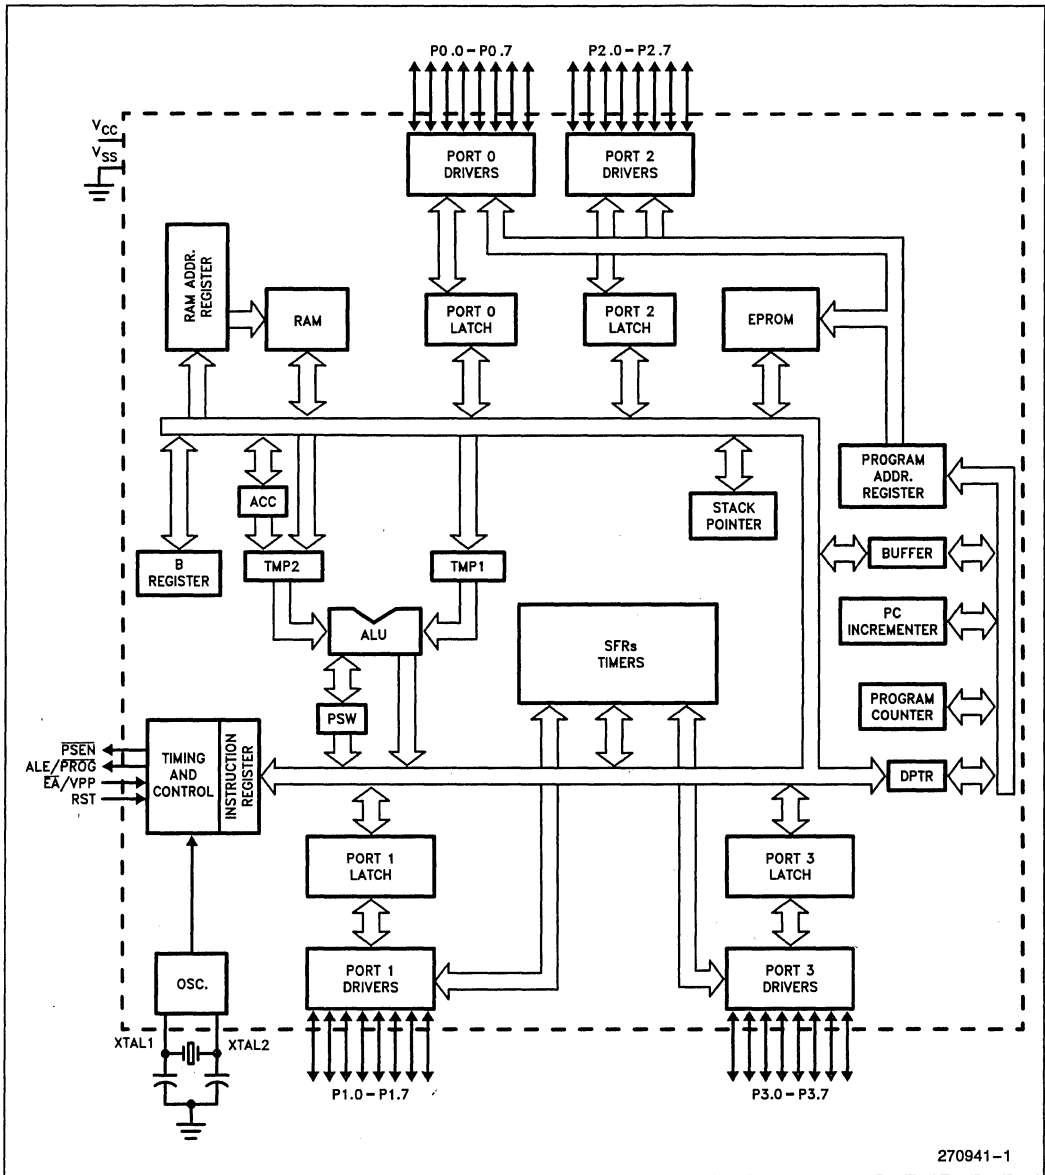 P0.0-P0.7
P2.0-P2.7
VCC
VSS
PORT 0
DRIVERS
PORT 2
DRIVERS
RAM ADDR.
REGISTER
RAM
PORT 0
LATCH
PORT 2
LATCH
EPROM
PROGRAM
ADDR.
REGISTER
ACC
STACK
POINTER
B
REGISTER
TMP2
TMP1
BUFFER
ALU
SFRs
TIMERS
PC
INCREMENTER
PSW
PROGRAM
COUNTER
PSEN
ALE/PROG
EA/VPP
RST
TIMING
AND
CONTROL
INSTRUCTION
REGISTER
DPTR
PORT 1
LATCH
PORT 3
LATCH
OSC.
PORT 1
DRIVERS
PORT 3
DRIVERS
XTAL1
XTAL2
P1.0-P1.7
P3.0-P3.7
270941-1